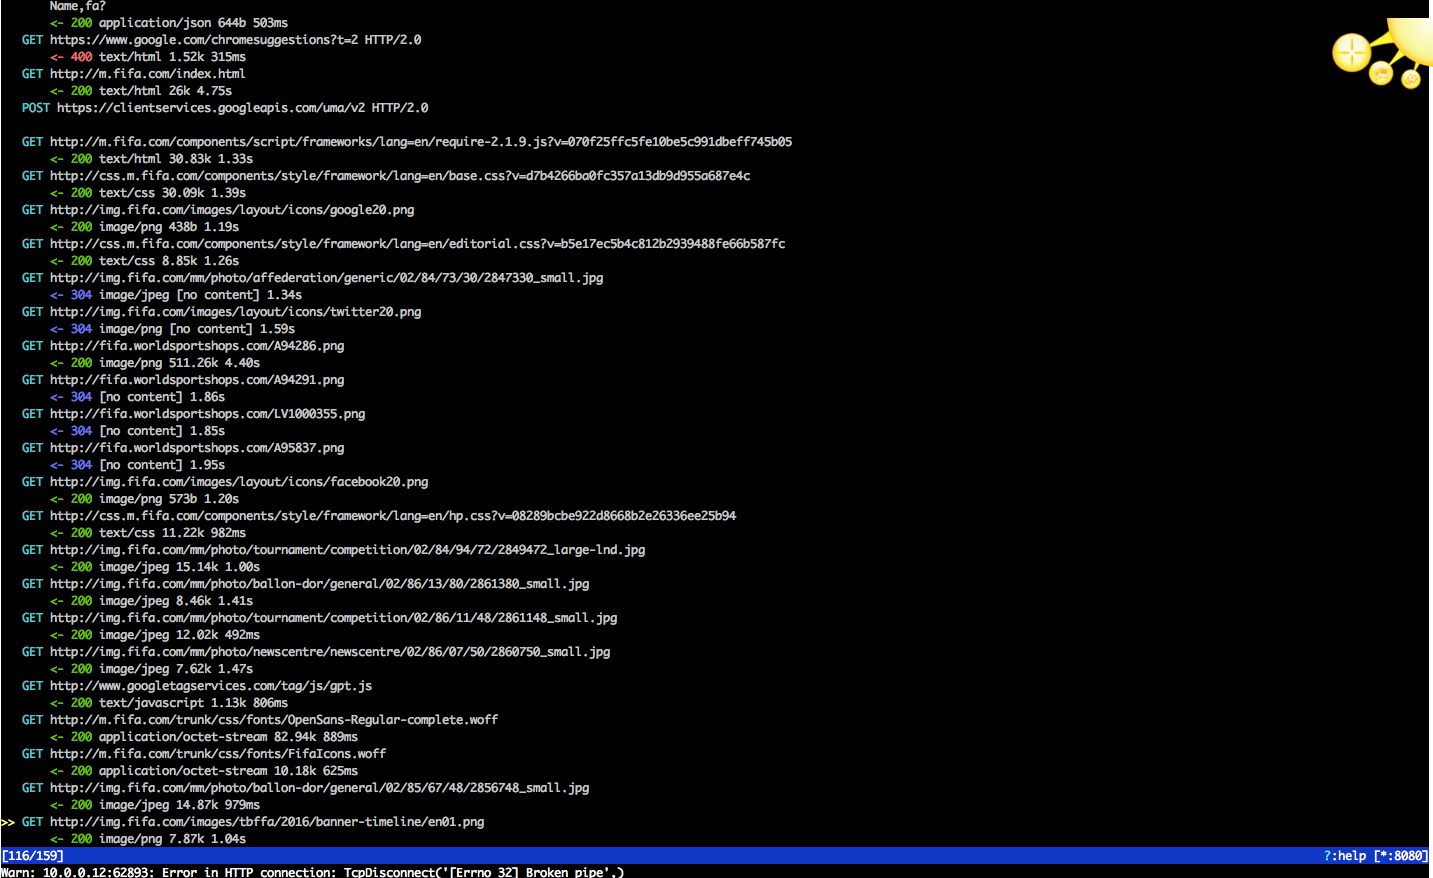 Name,fa?
<- 200 application/json 644b 503ms
GET https://www.google.com/chromesuggestions?t=2 HTTP/2.0
<- 400 text/html 1.52k 315ms
GET http://m.fifa.com/index.html
<- 200 text/html 26k 4.75s
POST https://clientservices.googleapis.com/uma/v2 HTTP/2.0
GET http://m.fifa.com/components/script/frameworks/lang=en/require-2.1.9.js?v=070f25ffc5fe10be5c991dbeff745b05
<- 200 text/html 30.83k 1.33s
GET http://css.m.fifa.com/components/style/framework/lang=en/base.css?v=d7b4266ba0fc357a13db9d955a687e4c
<- 200 text/css 30.09k 1.39s
GET http://img.fifa.com/images/layout/icons/google20.png
<- 200 image/png 438b 1.19s
GET http://css.m.fifa.com/components/style/framework/lang=en/editorial.css?v=b5e17ec5b4c812b2939488fe66b587fc
<- 200 text/css 8.85k 1.26s
GET http://img.fifa.com/mm/photo/affederation/generic/02/84/73/30/2847330_small.jpg
<- 304 image/jpeg [no content] 1.34s
GET http://img.fifa.com/images/layout/icons/twitter20.png
<- 304 image/png [no content] 1.59s
GET http://fifa.worldsportshops.com/A94286.png
<- 200 image/png 511.26k 4.40s
GET http://fifa.worldsportshops.com/A94291.png
<- 304 [no content] 1.86s
GET http://fifa.worldsportshops.com/LV1000355.png
<- 304 [no content] 1.85s
GET http://fifa.worldsportshops.com/A95837.png
<- 304 [no content] 1.95s
GET http://img.fifa.com/images/layout/icons/facebook20.png
<- 200 image/png 573b 1.20s
GET http://css.m.fifa.com/components/style/framework/lang=en/hp.css?v=08289bcbe922d8668b2e26336ee25b94
<- 200 text/css 11.22k 982ms
GET http://img.fifa.com/mm/photo/tournament/competition/02/84/94/72/2849472_large-lnd.jpg
<- 200 image/jpeg 15.14k 1.00s
GET http://img.fifa.com/mm/photo/ballon-dor/general/02/86/13/80/2861380_small.jpg
<- 200 image/jpeg 8.46k 1.41s
GET http://img.fifa.com/mm/photo/tournament/competition/02/86/11/48/2861148_small.jpg
<- 200 image/jpeg 12.02k 492ms
GET http://img.fifa.com/mm/photo/newscentre/newscentre/02/86/07/50/2860750_small.jpg
<- 200 image/jpeg 7.62k 1.47s
GET http://www.googletagservices.com/tag/js/gpt.js
<- 200 text/javascript 1.13k 806ms
GET http://m.fifa.com/trunk/css/fonts/OpenSans-Regular-complete.woff
<- 200 application/octet-stream 82.94k 889ms
GET http://m.fifa.com/trunk/css/fonts/FifaIcons.woff
<- 200 application/octet-stream 10.18k 625ms
GET http://img.fifa.com/mm/photo/ballon-dor/general/02/85/67/48/2856748_small.jpg
<- 200 image/jpeg 14.87k 979ms
>> GET http://img.fifa.com/images/tbffa/2016/banner-timeline/en01.png
<- 200 image/png 7.87k 1.04s
[116/159] ?:help [*:8080]
Warn: 10.0.0.12:62893: Error in HTTP connection: TcpDisconnect('[Errno 32] Broken pipe',)